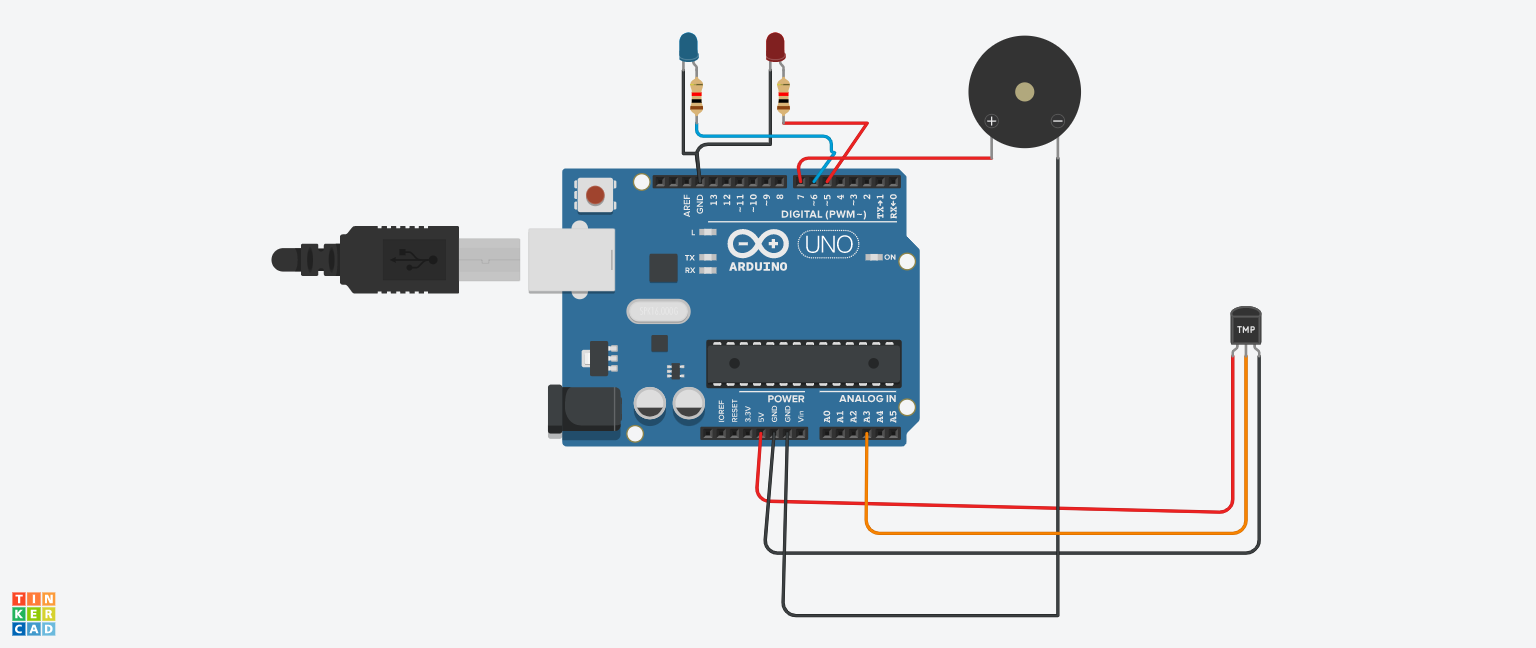 + −
AREF GND 13 12 ~11 ~10 ~9 8 7 ~6 ~5 4 ~3 2 TX→1 RX←0
DIGITAL (PWM~)
L
TX
RX
ARDUINO
UNO
ON
TMP
POWER
ANALOG IN
IOREF RESET 3.3V 5V GND GND Vin A0 A1 A2 A3 A4 A5
TIN
KER
CAD